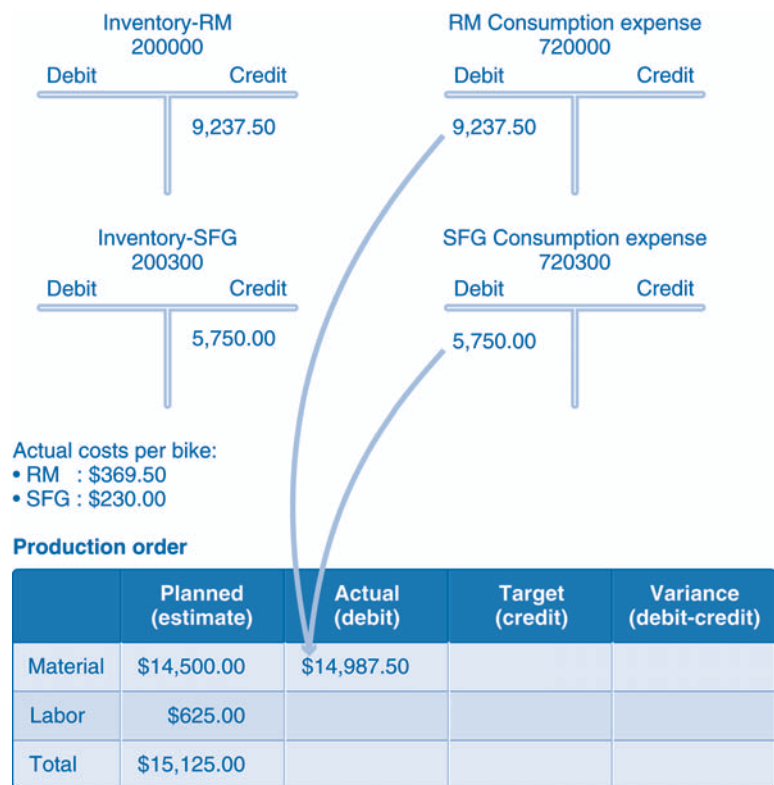 Inventory-RM
200000
Debit Credit
9,237.50
RM Consumption expense
720000
Debit Credit
9,237.50
Inventory-SFG
200300
Debit Credit
5,750.00
SFG Consumption expense
720300
Debit Credit
5,750.00
Actual costs per bike:
• RM : $369.50
• SFG : $230.00
Production order
Planned (estimate) Actual (debit) Target (credit) Variance (debit-credit)
Material $14,500.00 $14,987.50
Labor $625.00
Total $15,125.00